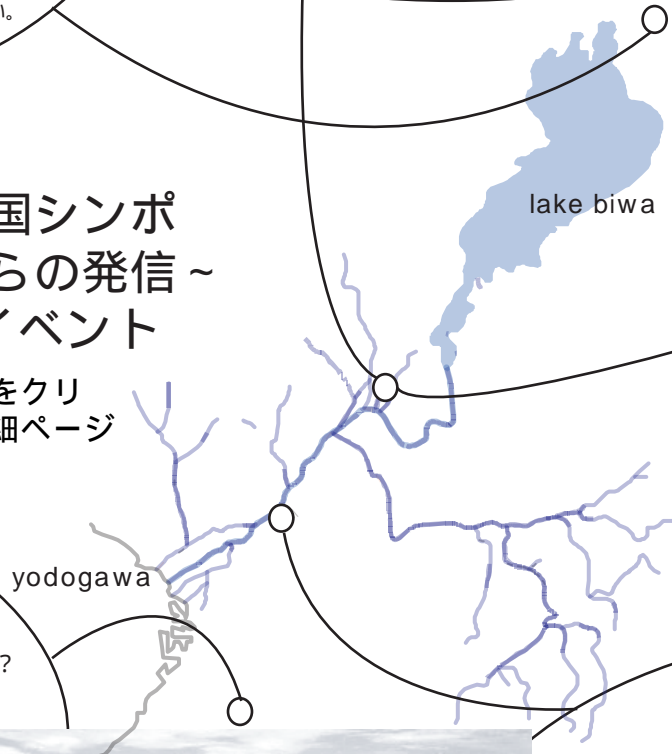 い。
国シンポ
らの発信 ~
イベント
をクリ
細ページ
lake biwa
yodogawa
?